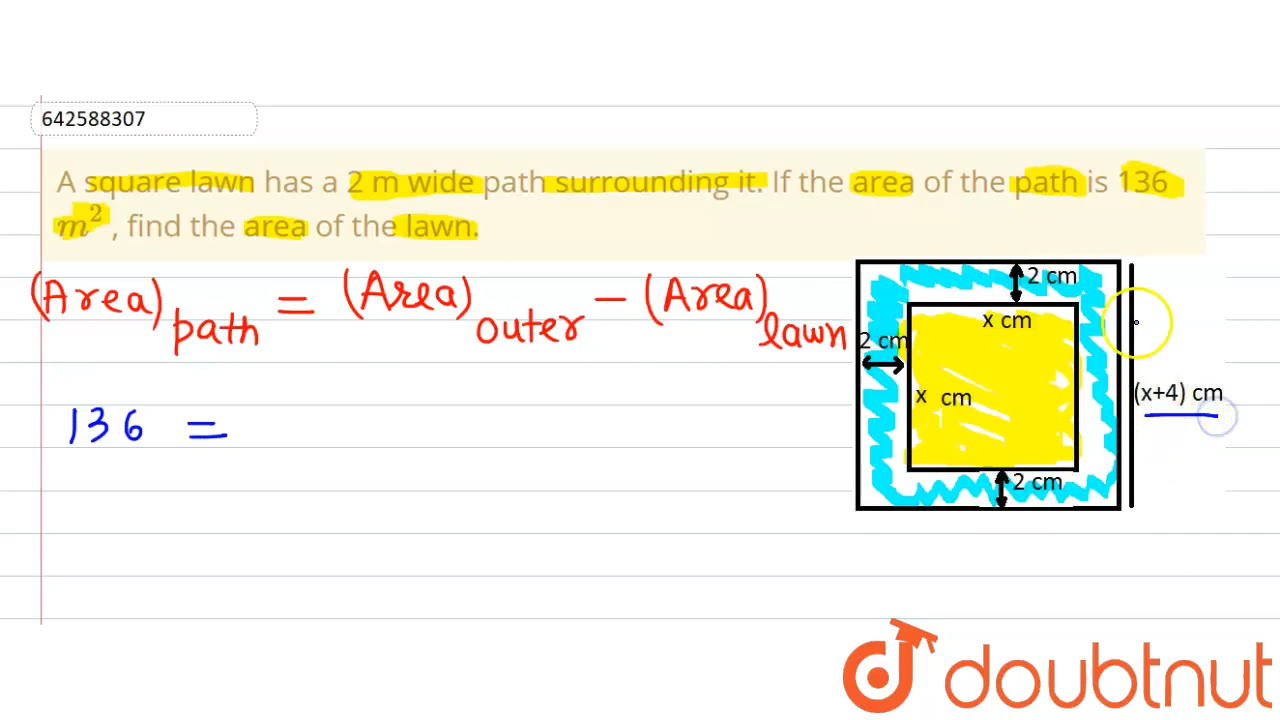 642588307
A square lawn has a 2 m wide path surrounding it. If the area of the path is 136
m², find the area of the lawn.
(Area)path = (Area)outer - (Area)lawn
136 =
2 cm
x cm
2 cm
x cm
(x+4) cm
2 cm
doubtnut